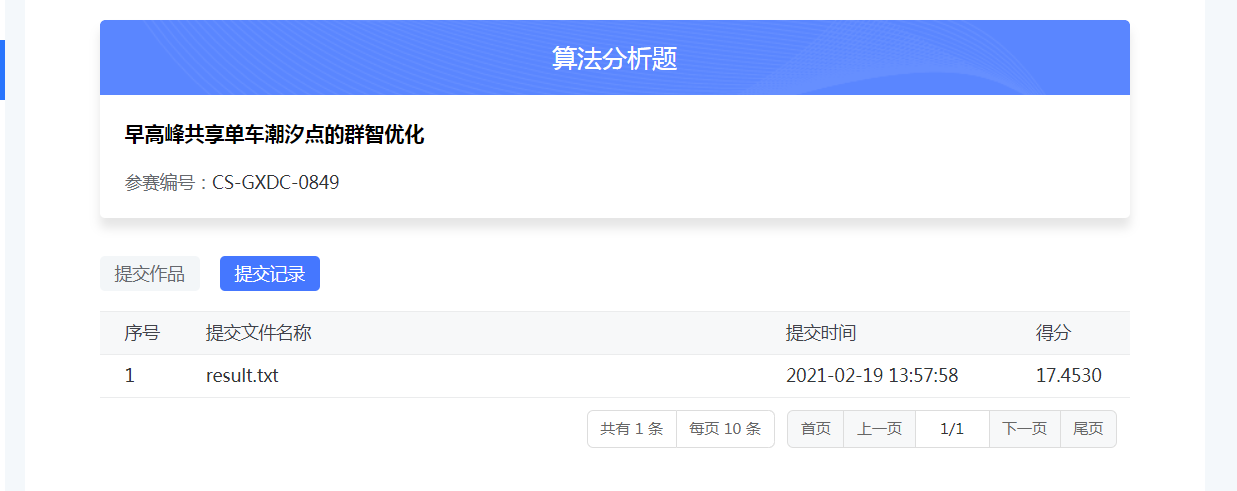 算法分析题
早高峰共享单车潮汐点的群智优化
参赛编号：CS-GXDC-0849
提交作品 提交记录
序号 提交文件名称 提交时间 得分
1 result.txt 2021-02-19 13:57:58 17.4530
共有 1 条 每页 10 条 首页 上一页 1/1 下一页 尾页